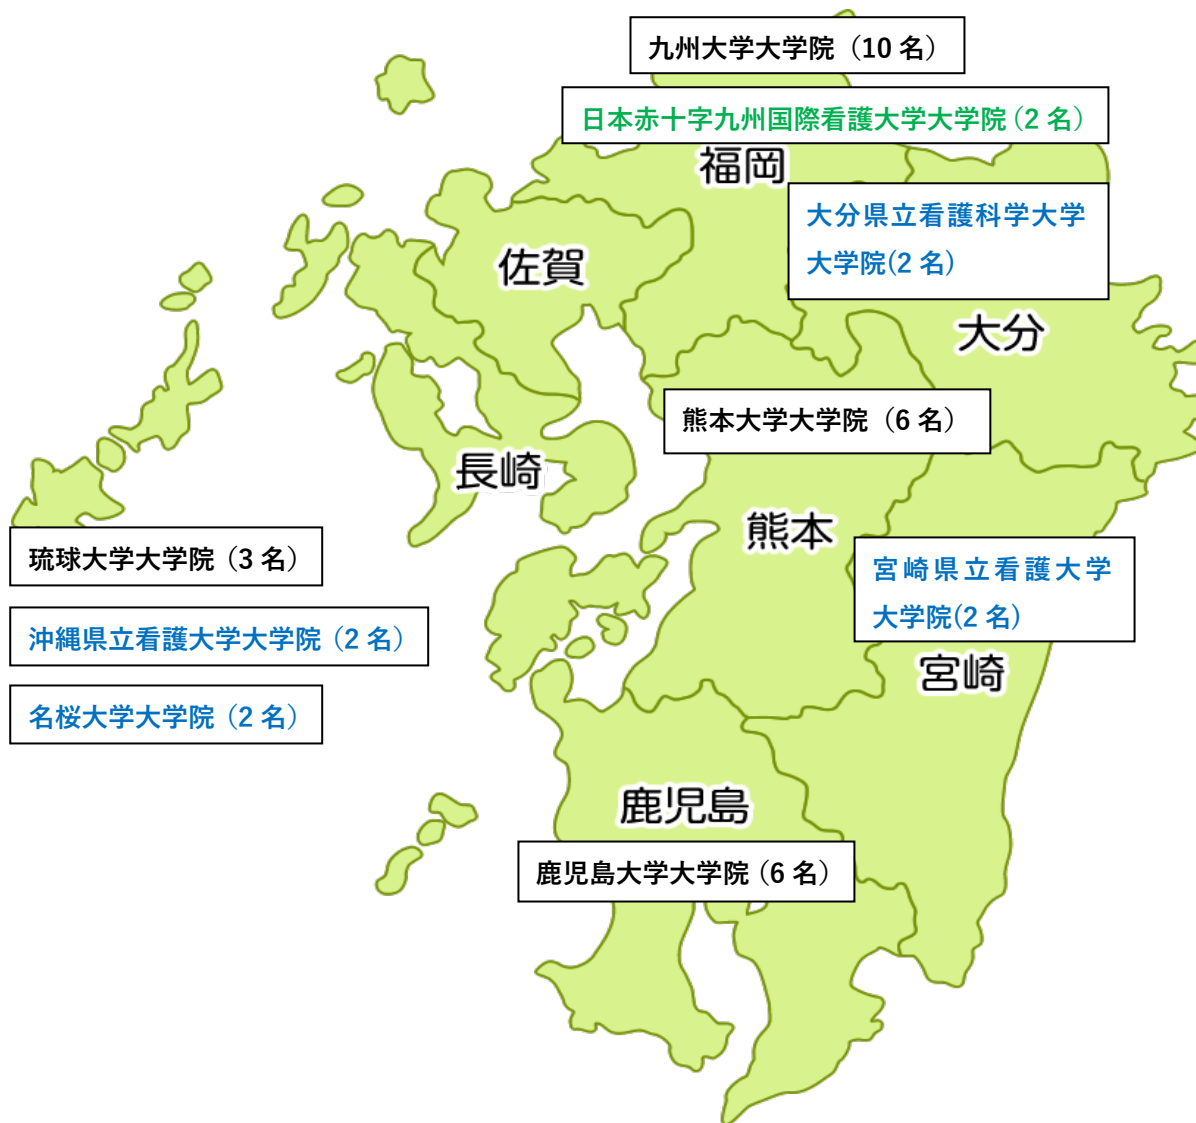 九州大学大学院（10 名）
日本赤十字九州国際看護大学大学院（2 名）
福岡
大分県立看護科学大学
大学院(2 名)
佐賀
大分
熊本大学大学院（6 名）
長崎
熊本
琉球大学大学院（3 名）
宮崎県立看護大学
大学院(2 名)
沖縄県立看護大学大学院（2 名）
宮崎
名桜大学大学院（2 名）
鹿児島
鹿児島大学大学院（6 名）